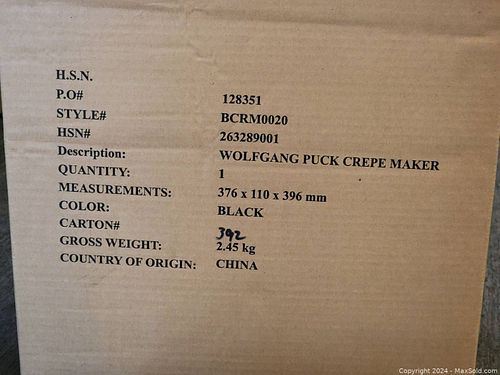 H.S.N.
P.O# 128351
STYLE# BCRM0020
HSN# 263289001
Description: WOLFGANG PUCK CREPE MAKER
QUANTITY: 1
MEASUREMENTS: 376 x 110 x 396 mm
COLOR: BLACK
CARTON# 392
GROSS WEIGHT: 2.45 kg
COUNTRY OF ORIGIN: CHINA
Copyright 2024 - MaxSold.com